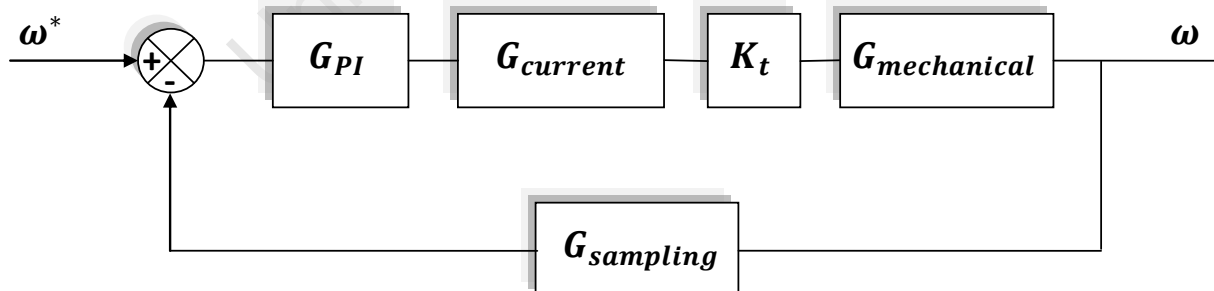 ω*
+
-
G_PI
G_current
K_t
G_mechanical
ω
G_sampling